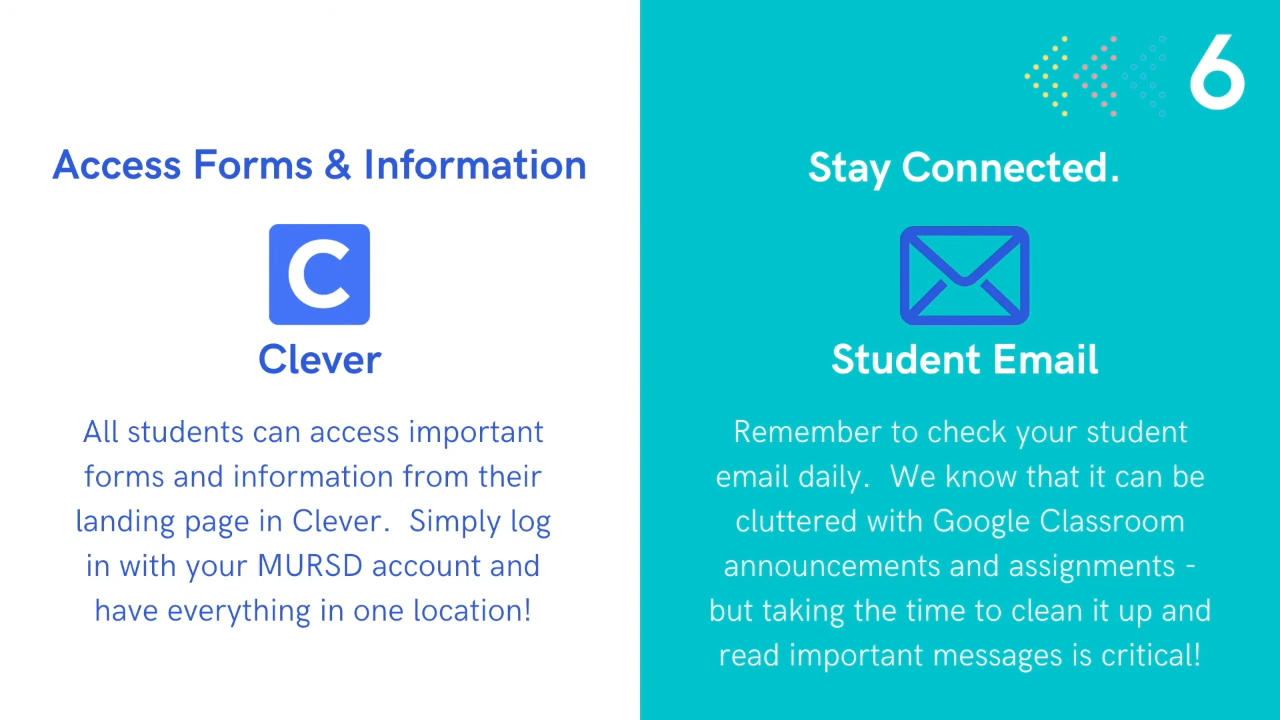 Access Forms & Information
C
Clever
All students can access important
forms and information from their
landing page in Clever.  Simply log
in with your MURSD account and
have everything in one location!
6
Stay Connected.
Student Email
Remember to check your student
email daily.  We know that it can be
cluttered with Google Classroom
announcements and assignments -
but taking the time to clean it up and
read important messages is critical!